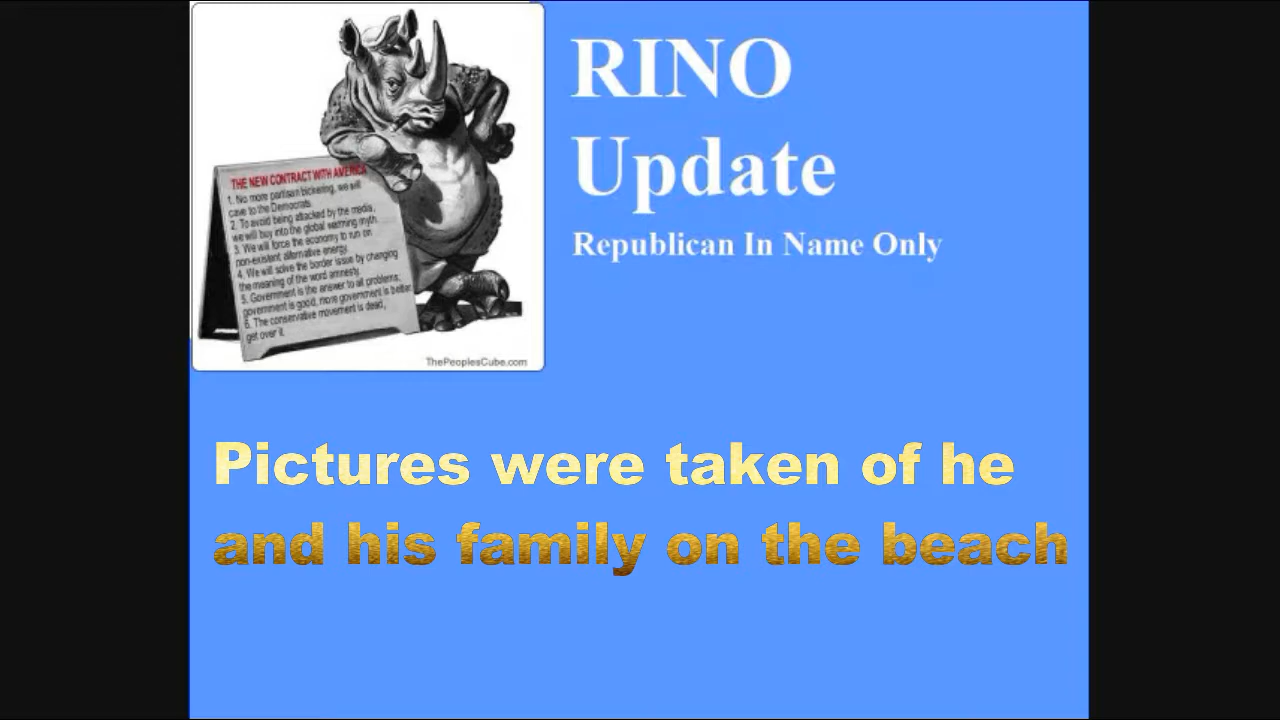 RINO
Update
Republican In Name Only
THE NEW CONTRACT WITH AMERICA
1. No more partisan bickering, we will
cave to the Democrats.
2. To avoid being attacked by the media,
we will buy into the global warming myth.
3. We will force the economy to run on
non-existent alternative energy.
4. We will solve the border issue by changing
the meaning of the word amnesty.
5. Government is the answer to all problems;
government is good, more government is better.
6. The conservative movement is dead,
get over it.
ThePeoplesCube.com
Pictures were taken of he
and his family on the beach